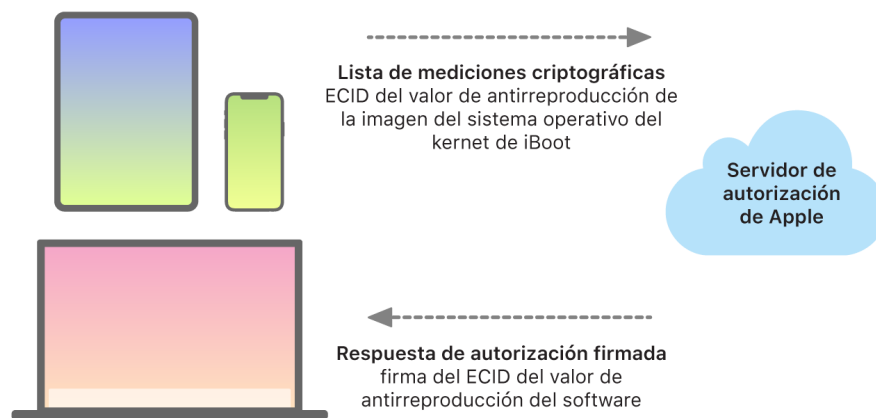 Lista de mediciones criptográficas
ECID del valor de antirreproducción de
la imagen del sistema operativo del
kernet de iBoot
Servidor de
autorización
de Apple
Respuesta de autorización firmada
firma del ECID del valor de
antirreproducción del software